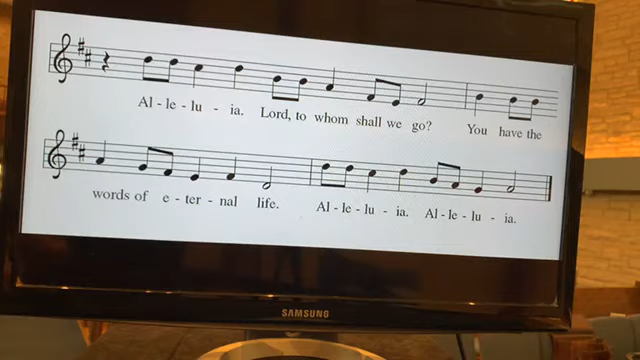 Al - le - lu - ia. Lord, to whom shall we go? You have the
words of e - ter - nal life. Al - le - lu - ia. Al - le - lu - ia.
SAMSUNG